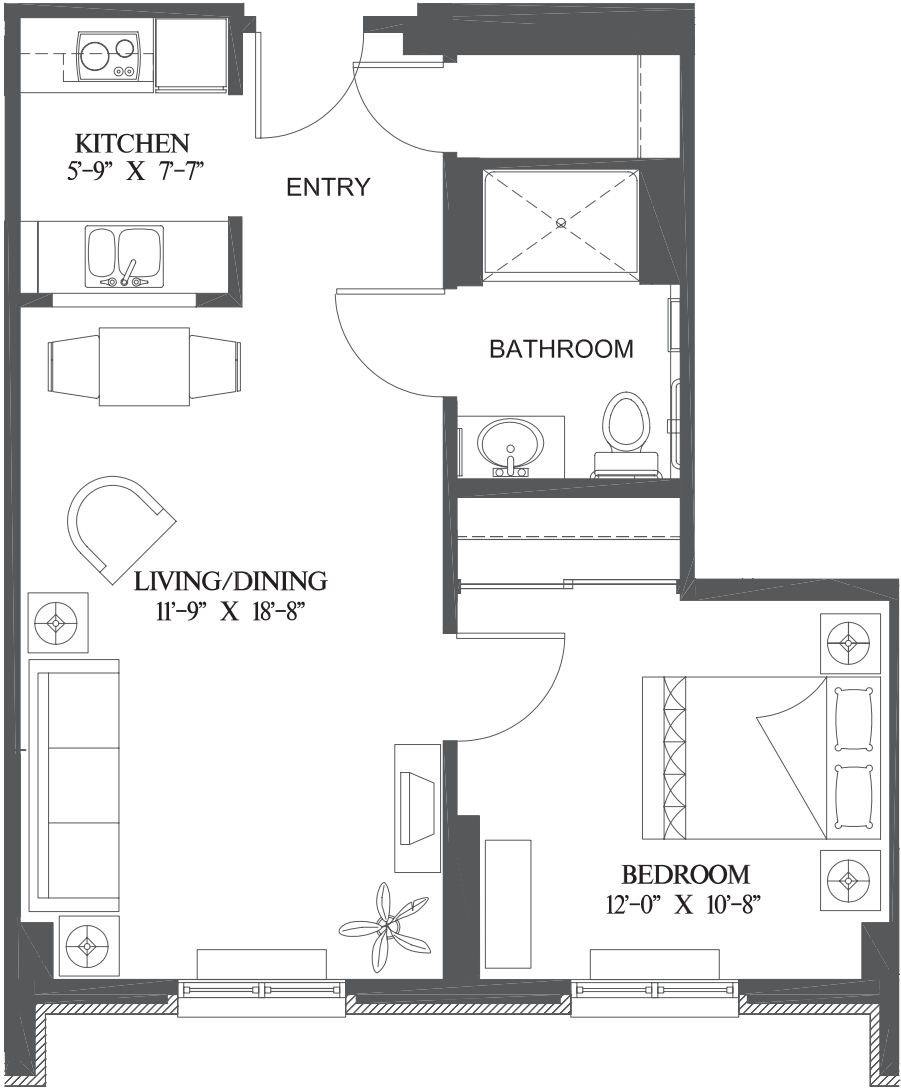 KITCHEN
5'-9" X 7'-7"
ENTRY
BATHROOM
LIVING/DINING
11'-9" X 18'-8"
BEDROOM
12'-0" X 10'-8"